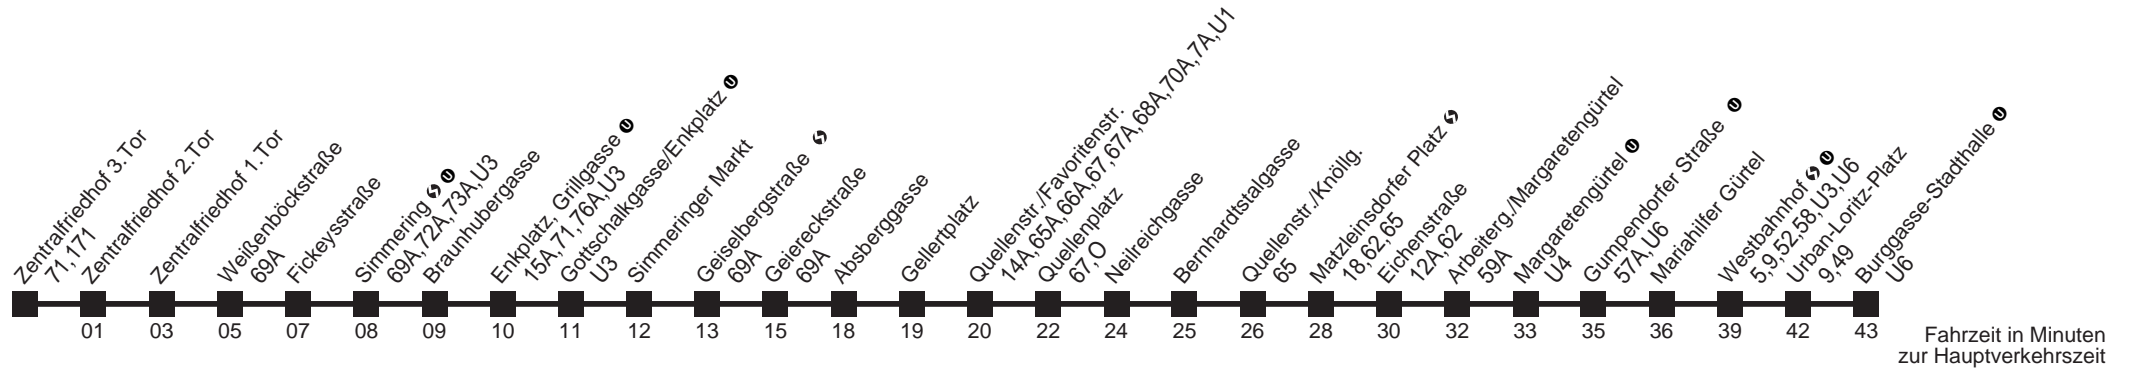 Zentralfriedhof 3.Tor
71,171
Zentralfriedhof 2.Tor
Zentralfriedhof 1.Tor
Weißenböckstraße
69A
Fickeysstraße
Simmering S U
69A,72A,73A,U3
Braunhubergasse
Enkplatz, Grillgasse U
15A,71,76A,U3
Gottschalkgasse/Enkplatz U
U3
Simmeringer Markt
Geiselbergstraße S
69A
Geiereckstraße
69A
Absberggasse
Gellertplatz
Quellenstr./Favoritenstr.
14A,65A,66A,67,67A,68A,70A,7A,U1
Quellenplatz
67,O
Neilreichgasse
Bernhardtstalgasse
Quellenstr./Knöllg.
65
Matzleinsdorfer Platz S
18,62,65
Eichenstraße
12A,62
Arbeiterg./Margaretengürtel
59A
Margaretengürtel U
U4
Gumpendorfer Straße U
57A,U6
Mariahilfer Gürtel
Westbahnhof S U
5,9,52,58,U3,U6
Urban-Loritz-Platz
9,49
Burggasse-Stadthalle U
U6
01 03 05 07 08 09 10 11 12 13 15 18 19 20 22 24 25 26 28 30 32 33 35 36 39 42 43
Fahrzeit in Minuten
zur Hauptverkehrszeit